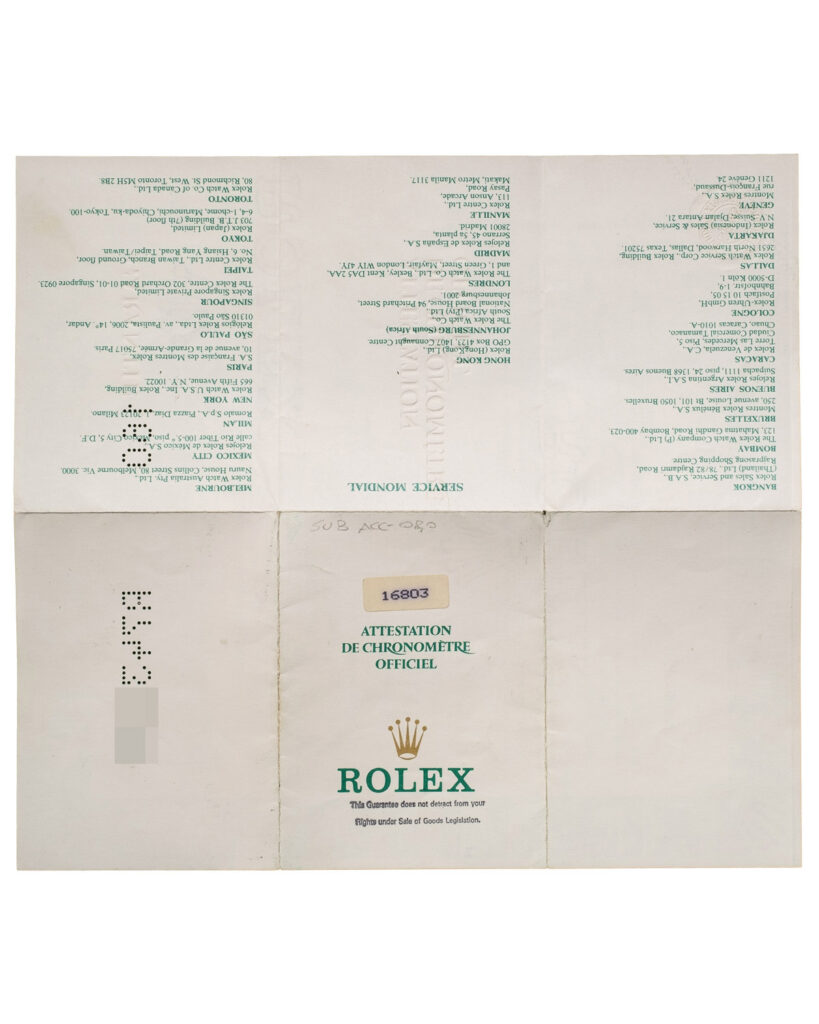 SERVICE MONDIAL
BANGKOK
Rolex Sales and Service, S.A.B.
(Thailand) Ltd., 78/82 Rajdamri Road,
Rajprasong Shopping Centre
BOMBAY
The Rolex Watch Company (P) Ltd.,
123, Mahatma Gandhi Road, Bombay 400-023
BRUXELLES
Montres Rolex Bénélux S.A.,
250, avenue Louise, Bt 101, 1050 Bruxelles
BUENOS AIRES
Relojes Rolex Argentina S.A.I.,
Suipacha 1111, piso 24, 1368 Buenos Aires.
CARACAS
Rolex de Venezuela, C.A.,
Torre Las Mercedes, Piso 5,
Ciudad Comercial Tamanaco,
Chuao, Caracas 1010-A
COLOGNE
Rolex-Uhren GmbH,
Postfach 10 15 05,
Bahnhofstr. 1-9,
D-5000 Köln 1.
DALLAS
Rolex Watch Service Corp., Rolex Building,
2651 North Harwood, Dallas, Texas 75201
DJAKARTA
Rolex (Indonesia) Sales & Service,
N.V. Suisse, Djalan Antara 21.
GENÈVE
Montres Rolex S.A.,
rue François-Dussaud,
1211 Genève 24.
HONG KONG
Rolex (Hong Kong) Ltd.,
GPO Box 4123, 1407 Connaught Centre
JOHANNESBURG (South Africa)
The Rolex Watch Co.,
South Africa (Pty) Ltd.,
National Board House, 94 Pritchard Street,
Johannesburg 2001.
LONDRES
The Rolex Watch Co. Ltd., Bexley, Kent DA5 2AA
and 1, Green Street, Mayfair, London W1Y 4JY.
MADRID
Relojes Rolex de España S.A.,
Serrano 45, 5a planta,
28001 Madrid.
MANILLE
Rolex Centre Ltd.,
113, Anson Arcade,
Pasay Road,
Makati, Metro Manila 3117.
MELBOURNE
Rolex Watch Australia Pty. Ltd.,
Nauru House, Collins Street 80, Melbourne Vic. 3000.
MEXICO CITY
Relojes Rolex de México S.A.,
calle Rio Tiber 100-5.° piso, México City 5, D.F.
MILAN
Romaio S.p.A., Piazza Diaz 1, 20123 Milano.
NEW YORK
Rolex Watch U.S.A. Inc., Rolex Building,
665 Fifth Avenue, N.Y. 10022
PARIS
S.A. Française des Montres Rolex,
10, avenue de la Grande-Armée, 75017 Paris
SÃO PAULO
Relogios Rolex Ltda., av. Paulista, 2006, 14° Andar,
01310 São Paulo.
SINGAPOUR
Rolex Singapore Private Limited,
The Rolex Centre, 302 Orchard Road 01-01, Singapore 0923
TAIPEI
Rolex Centre Ltd., Taiwan Branch, Ground floor,
No. 6, Hsiang Yang Road, Taipei/Taiwan.
TOKYO
Rolex (Japan) Limited,
703 I.T.B. Building (7th floor)
6-4, 1-chome, Marunouchi, Chiyoda-ku, Tokyo-100.
TORONTO
Rolex Watch Co. of Canada Ltd.,
80, Richmond St. West, Toronto M5H 2B8
SUB ACC-ORO
16803
ATTESTATION
DE CHRONOMÈTRE
OFFICIEL
ROLEX
This Guarantee does not detract from your
Rights under Sale of Goods Legislation.